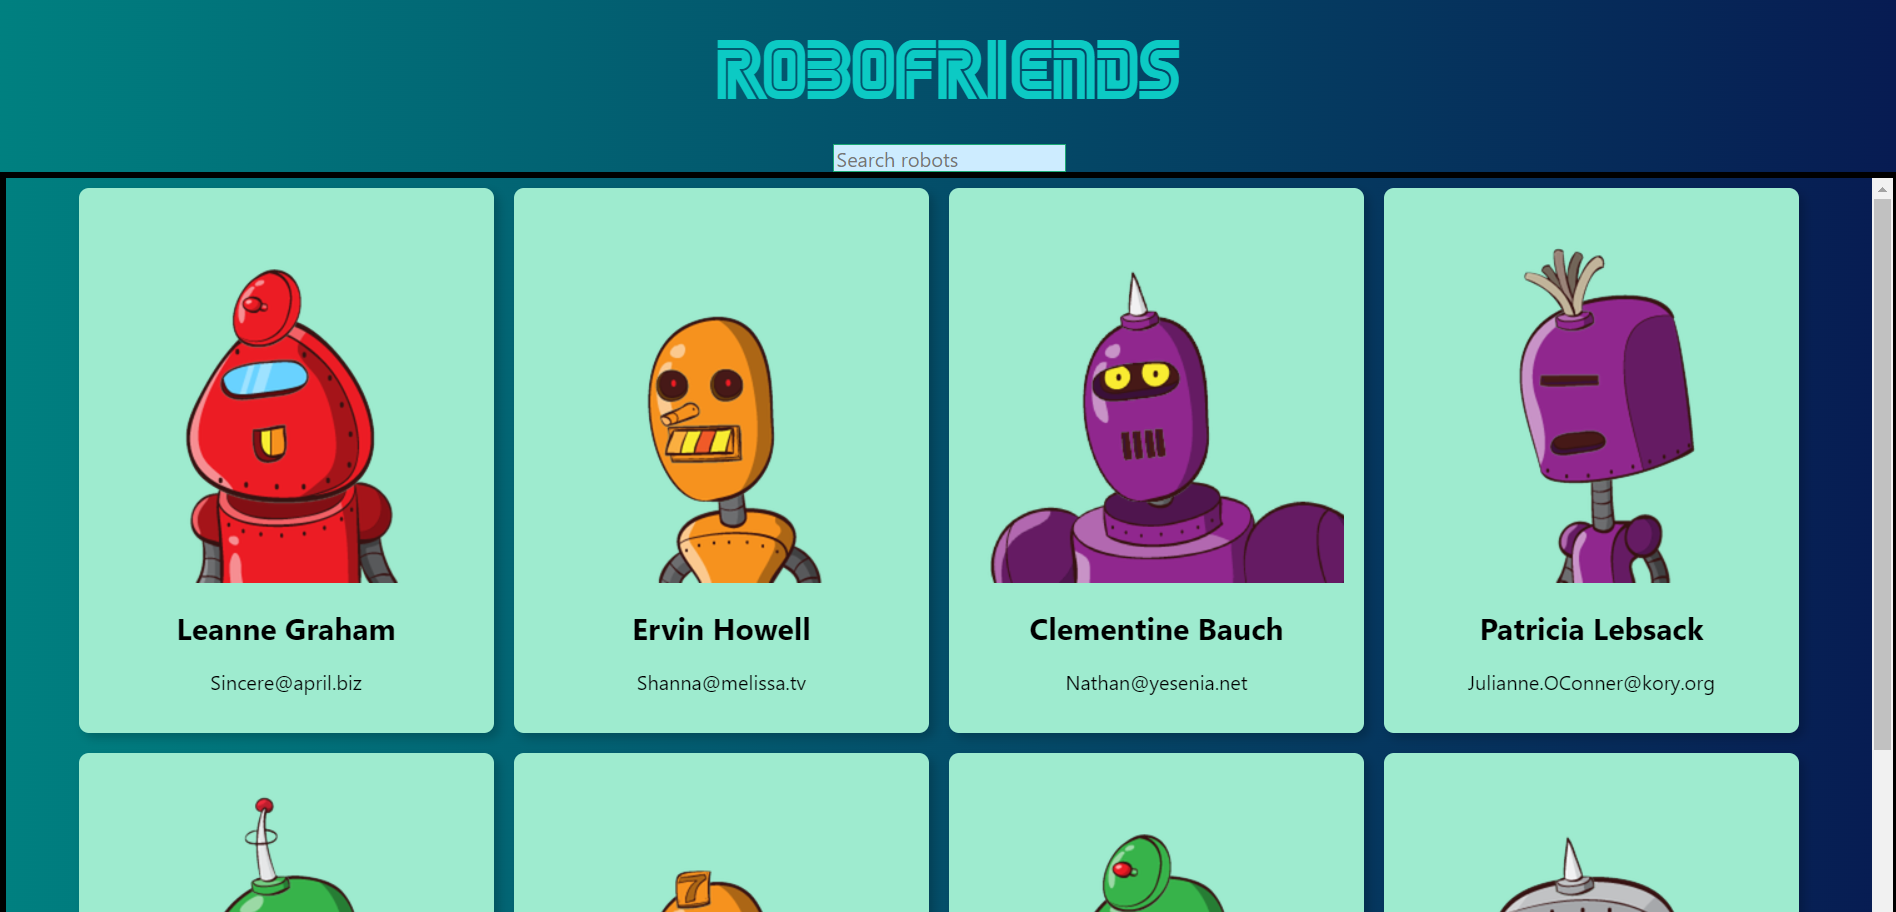 ROBOFRIENDS
Search robots
Leanne Graham
Sincere@april.biz
Ervin Howell
Shanna@melissa.tv
Clementine Bauch
Nathan@yesenia.net
Patricia Lebsack
Julianne.OConner@kory.org
7